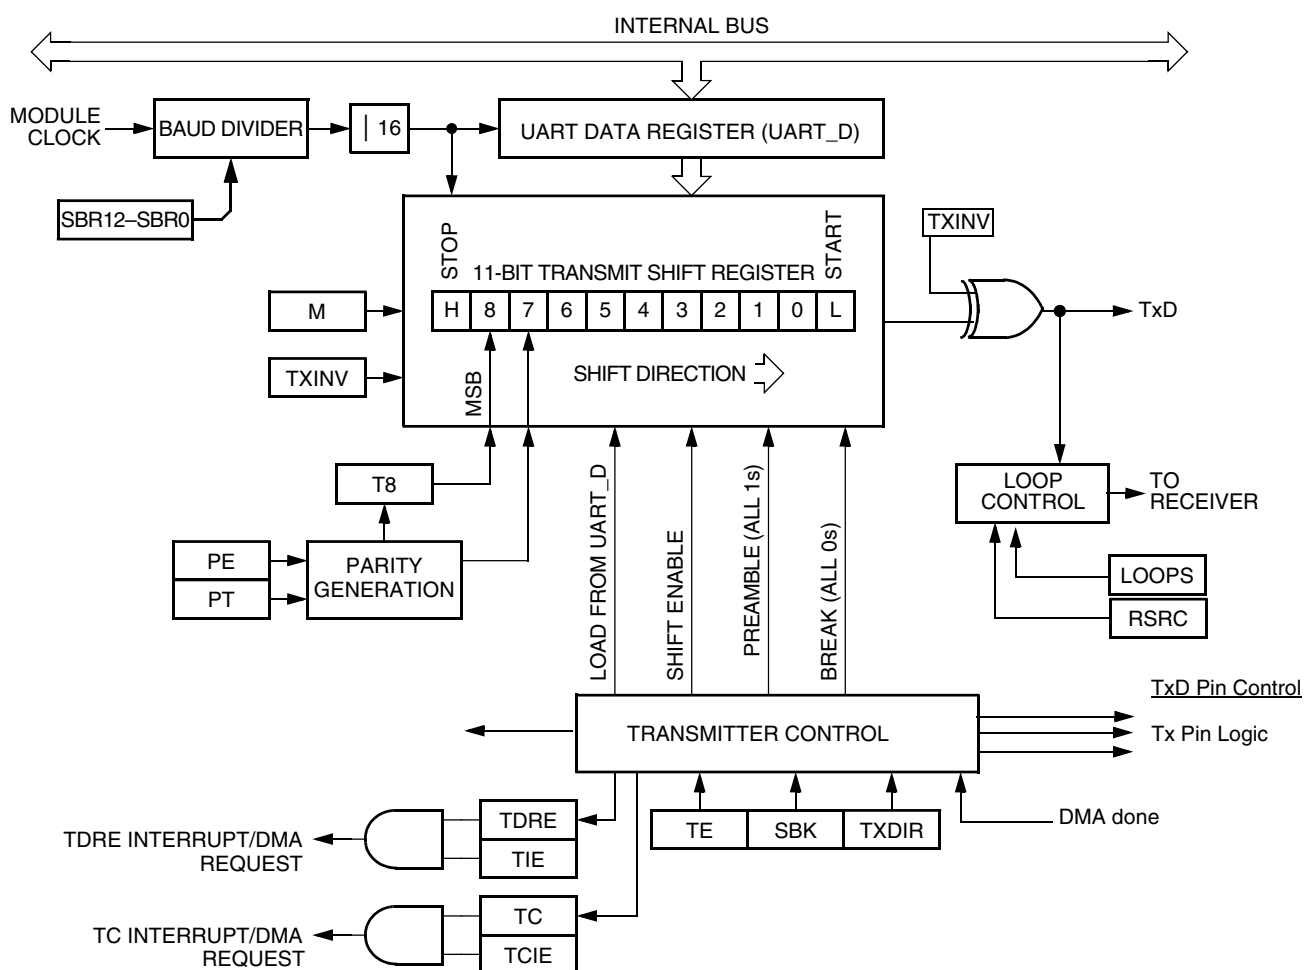 INTERNAL BUS
MODULE
CLOCK
BAUD DIVIDER
| 16
UART DATA REGISTER (UART_D)
SBR12–SBR0
STOP
11-BIT TRANSMIT SHIFT REGISTER
START
TXINV
M
H 8 7 6 5 4 3 2 1 0 L
TxD
TXINV
MSB
SHIFT DIRECTION
T8
LOOP
CONTROL
TO
RECEIVER
PE
PT
PARITY
GENERATION
LOAD FROM UART_D
SHIFT ENABLE
PREAMBLE (ALL 1s)
BREAK (ALL 0s)
LOOPS
RSRC
TxD Pin Control
TRANSMITTER CONTROL
Tx Pin Logic
TDRE
TIE
TE
SBK
TXDIR
DMA done
TDRE INTERRUPT/DMA
REQUEST
TC
TCIE
TC INTERRUPT/DMA
REQUEST